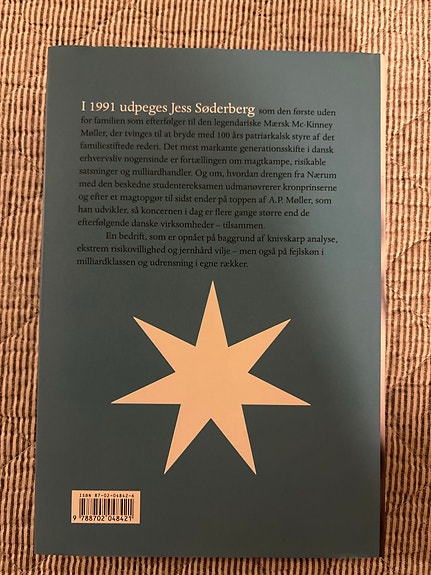 I 1991 udpeges Jess Søderberg som den første uden
for familien som efterfølger til den legendariske Mærsk Mc-Kinney
Møller, der tvinges til at bryde med 100 års patriarkalsk styre af det
familiestiftede rederi. Det mest markante generationsskifte i dansk
erhvervsliv nogensinde er fortællingen om magtkampe, risikable
satsninger og milliardhandler. Og om, hvordan drengen fra Nærum
med den beskedne studentereksamen udmanøvrerer kronprinserne
og efter et magtopgør til sidst ender på toppen af A.P. Møller, som
han udvikler, så koncernen i dag er flere gange større end de
efterfølgende danske virksomheder – tilsammen.
En bedrift, som er opnået på baggrund af knivskarp analyse,
ekstrem risikovillighed og jernhård vilje – men også på fejlskøn i
milliardklassen og udrensning i egne rækker.
ISBN 87-02-04842-6
9 788702 048421